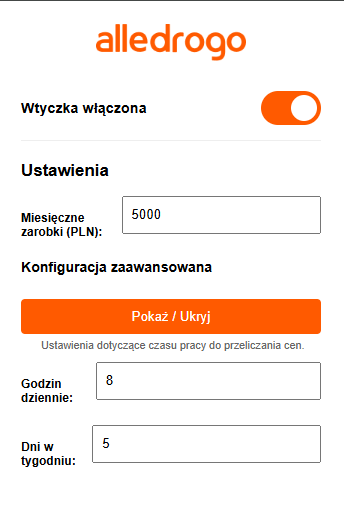 alledrogo
Wtyczka włączona
Ustawienia
Miesięczne
zarobki (PLN):
5000
Konfiguracja zaawansowana
Pokaż / Ukryj
Ustawienia dotyczące czasu pracy do przeliczania cen.
Godzin
dziennie:
8
Dni w
tygodniu:
5